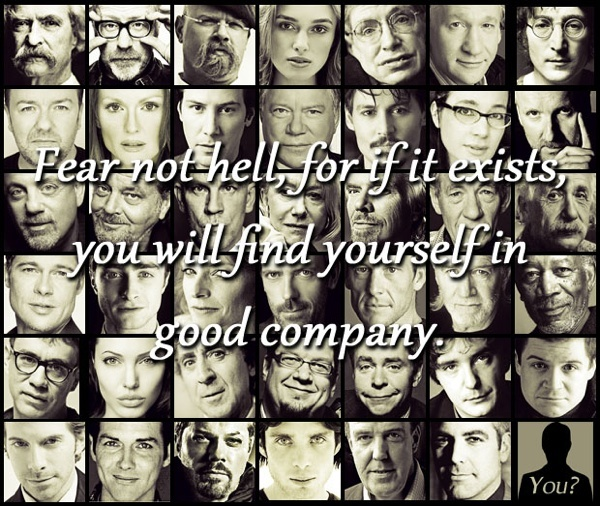 Fear not hell, for if it exists,
you will find yourself in
good company.
You?